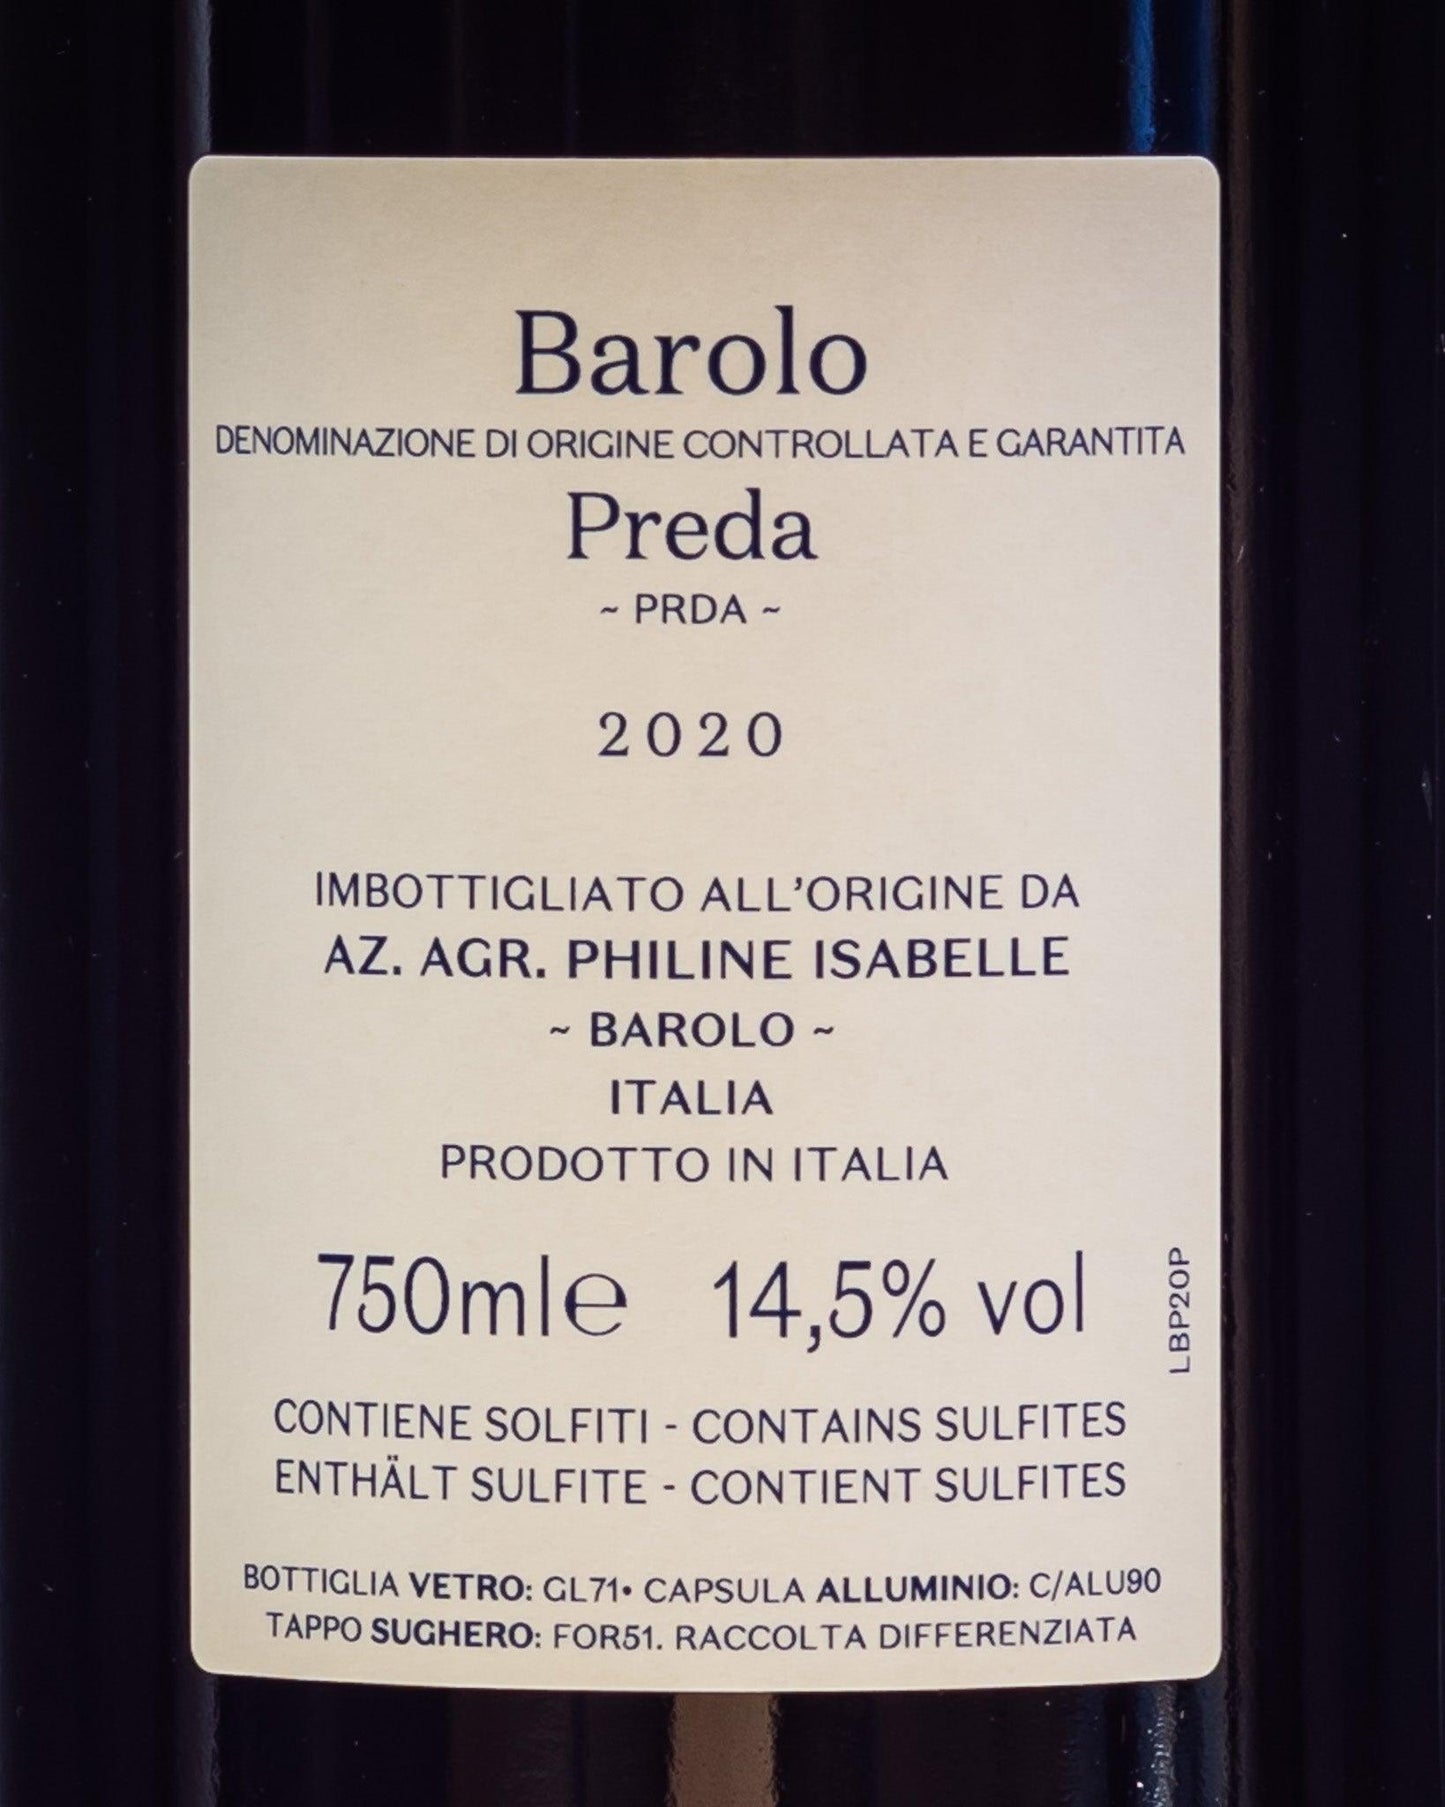 Barolo
DENOMINAZIONE DI ORIGINE CONTROLLATA E GARANTITA
Preda
~ PRDA ~
2020
IMBOTTIGLIATO ALL'ORIGINE DA
AZ. AGR. PHILINE ISABELLE
~ BAROLO ~
ITALIA
PRODOTTO IN ITALIA
750ml℮ 14,5% vol
LBP20P
CONTIENE SOLFITI - CONTAINS SULFITES
ENTHÄLT SULFITE - CONTIENT SULFITES
BOTTIGLIA VETRO: GL71• CAPSULA ALLUMINIO: C/ALU90
TAPPO SUGHERO: FOR51. RACCOLTA DIFFERENZIATA